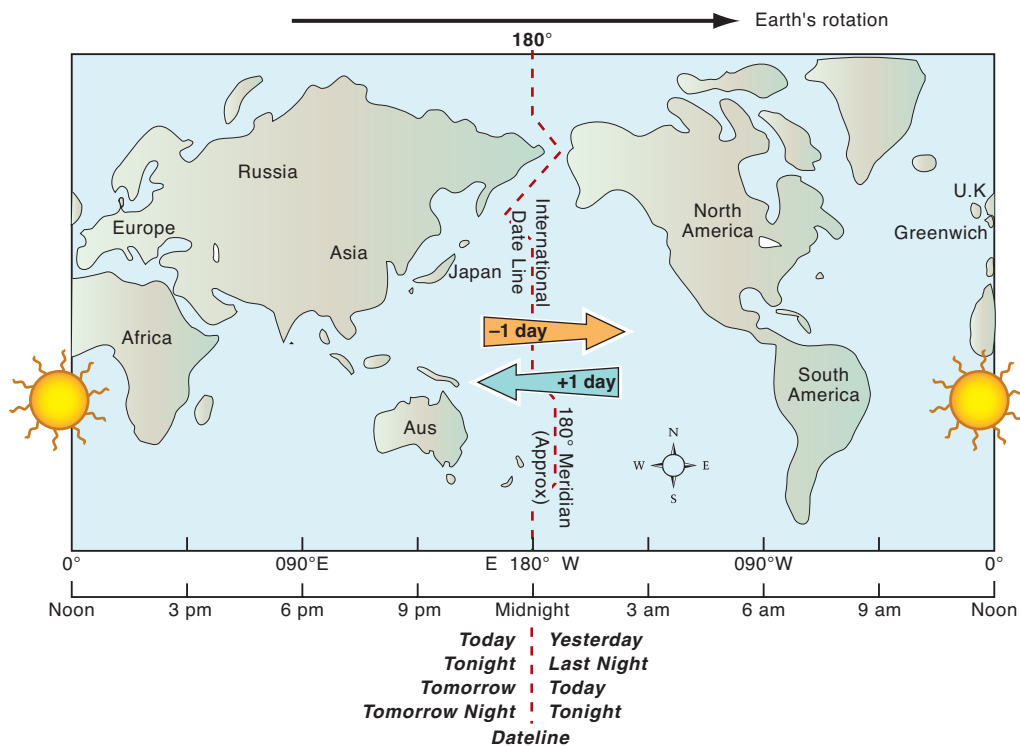 Earth's rotation
180°
Russia
Europe
Asia
Japan
Africa
Aus
International
Date Line
–1 day
+1 day
180° Meridian
(Approx)
North
America
South
America
U.K
Greenwich
N
W E
S
0° 090°E E 180° W 090°W 0°
Noon 3 pm 6 pm 9 pm Midnight 3 am 6 am 9 am Noon
Today Yesterday
Tonight Last Night
Tomorrow Today
Tomorrow Night Tonight
Dateline